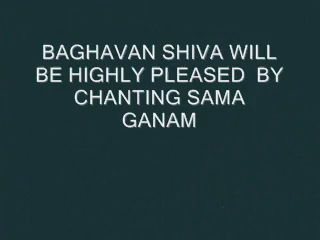 BAGHAVAN SHIVA WILL
BE HIGHLY PLEASED  BY
CHANTING SAMA
GANAM